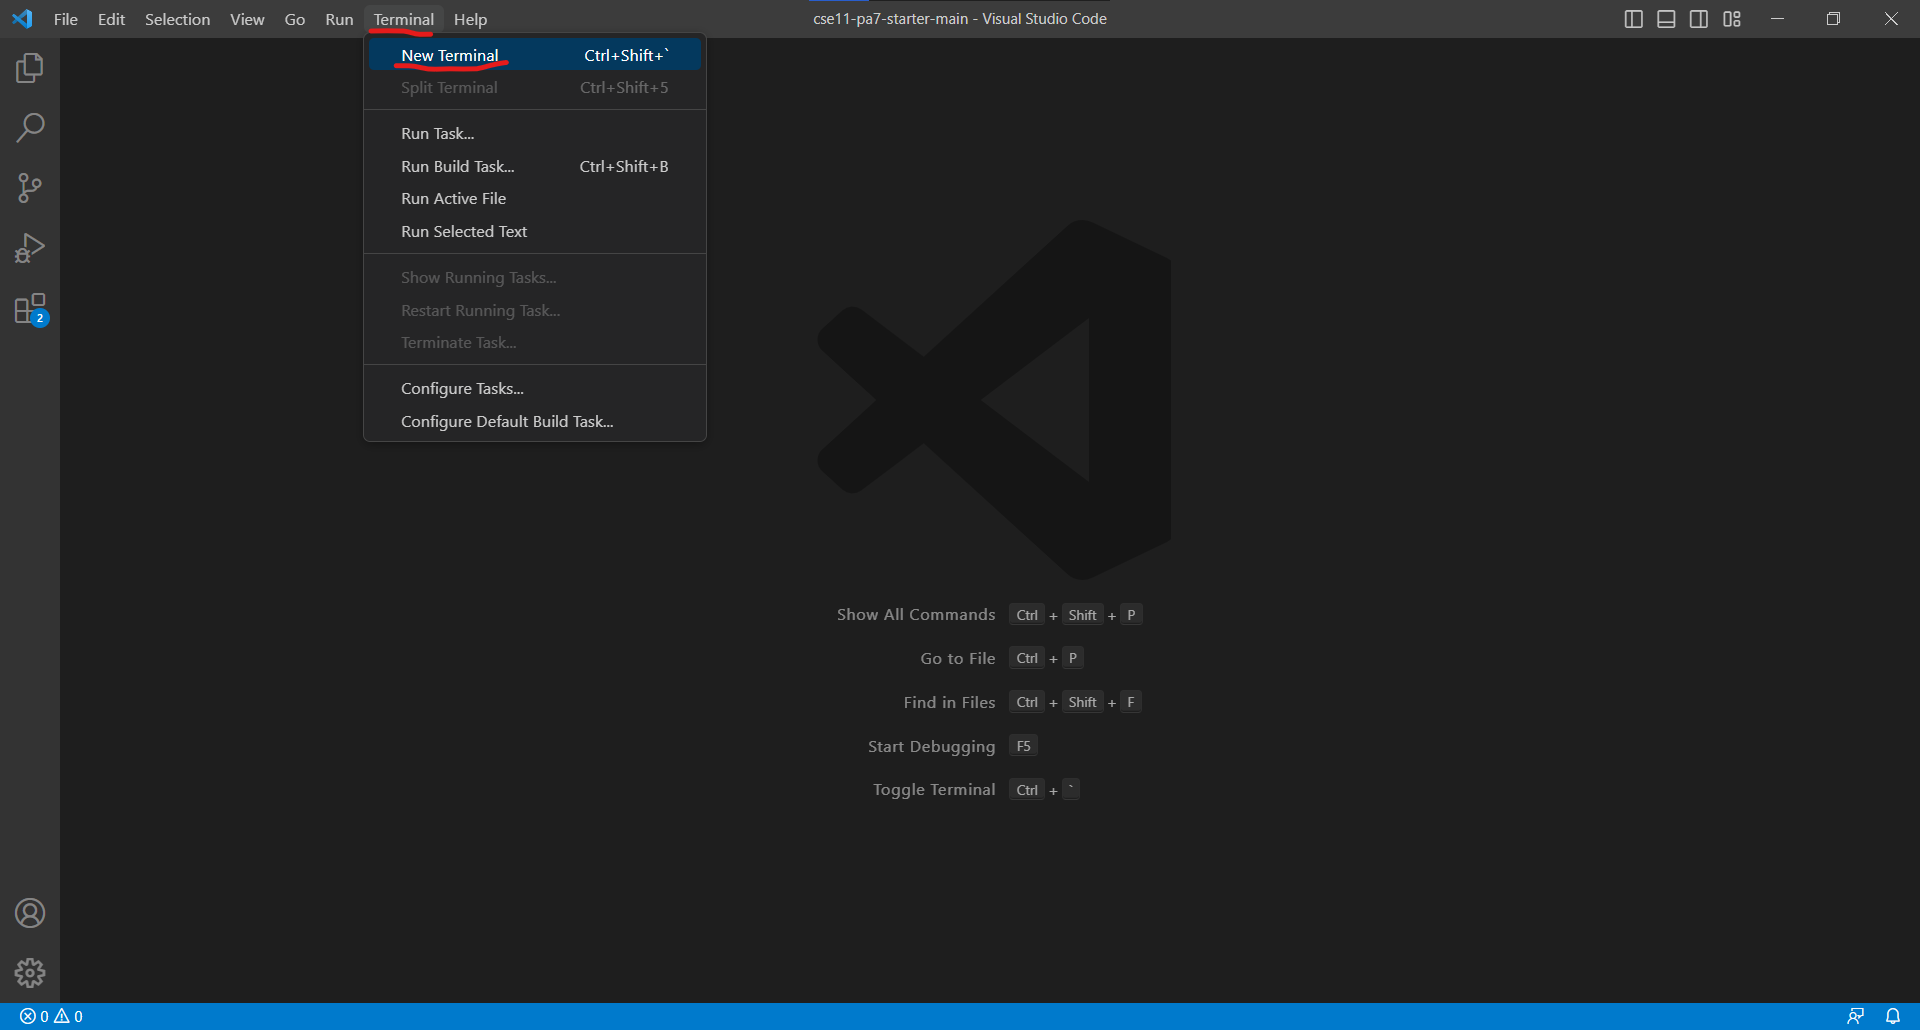 File Edit Selection View Go Run Terminal Help
cse11-pa7-starter-main - Visual Studio Code
New Terminal Ctrl+Shift+`
Split Terminal Ctrl+Shift+5
Run Task...
Run Build Task... Ctrl+Shift+B
Run Active File
Run Selected Text
Show Running Tasks...
Restart Running Task...
Terminate Task...
Configure Tasks...
Configure Default Build Task...
2
Show All Commands Ctrl + Shift + P
Go to File Ctrl + P
Find in Files Ctrl + Shift + F
Start Debugging F5
Toggle Terminal Ctrl + `
0 0